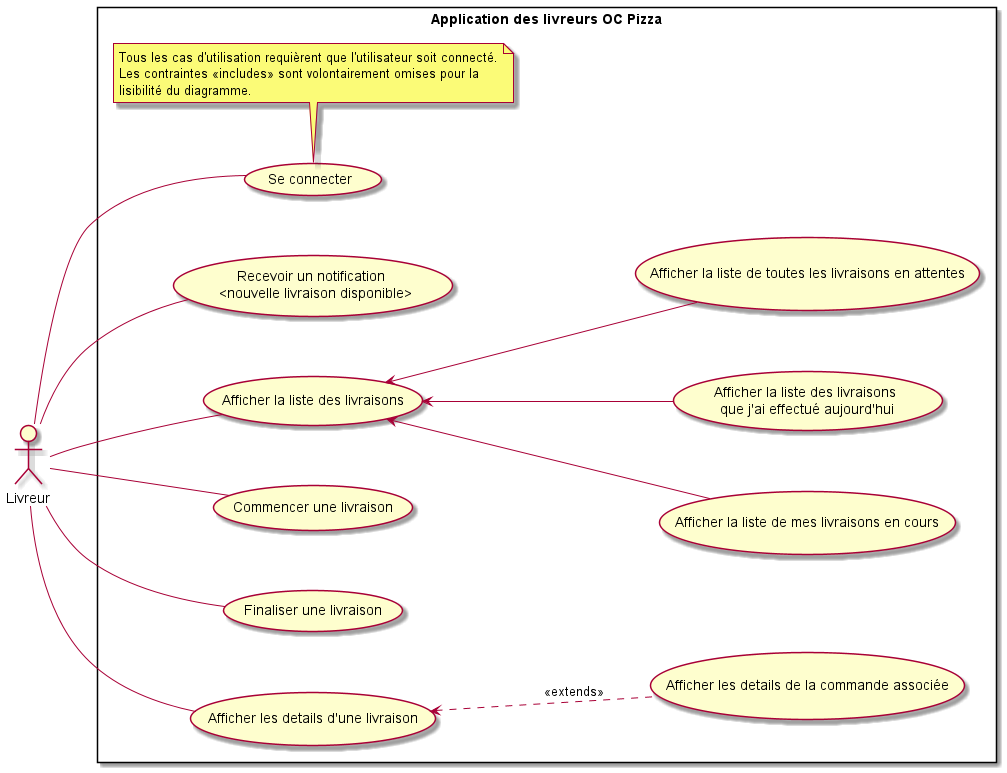 Application des livreurs OC Pizza
Tous les cas d'utilisation requièrent que l'utilisateur soit connecté.
Les contraintes «includes» sont volontairement omises pour la
lisibilité du diagramme.
Se connecter
Recevoir un notification
<nouvelle livraison disponible>
Afficher la liste de toutes les livraisons en attentes
Afficher la liste des livraisons
Afficher la liste des livraisons
que j'ai effectué aujourd'hui
Livreur
Commencer une livraison
Afficher la liste de mes livraisons en cours
Finaliser une livraison
Afficher les details d'une livraison
«extends»
Afficher les details de la commande associée